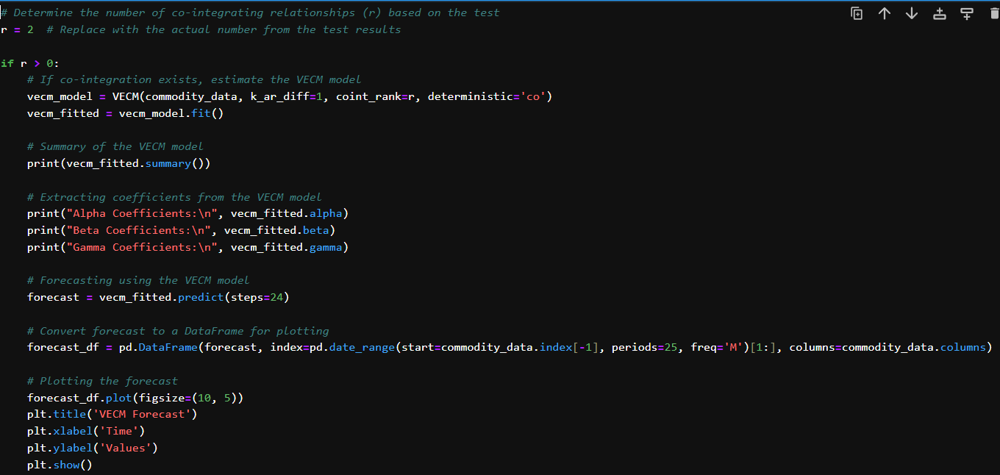 # Determine the number of co-integrating relationships (r) based on the test
r = 2  # Replace with the actual number from the test results

if r > 0:
    # If co-integration exists, estimate the VECM model
    vecm_model = VECM(commodity_data, k_ar_diff=1, coint_rank=r, deterministic='co')
    vecm_fitted = vecm_model.fit()

    # Summary of the VECM model
    print(vecm_fitted.summary())

    # Extracting coefficients from the VECM model
    print("Alpha Coefficients:\n", vecm_fitted.alpha)
    print("Beta Coefficients:\n", vecm_fitted.beta)
    print("Gamma Coefficients:\n", vecm_fitted.gamma)

    # Forecasting using the VECM model
    forecast = vecm_fitted.predict(steps=24)

    # Convert forecast to a DataFrame for plotting
    forecast_df = pd.DataFrame(forecast, index=pd.date_range(start=commodity_data.index[-1], periods=25, freq='M')[1:], columns=commodity_data.columns)

    # Plotting the forecast
    forecast_df.plot(figsize=(10, 5))
    plt.title('VECM Forecast')
    plt.xlabel('Time')
    plt.ylabel('Values')
    plt.show()